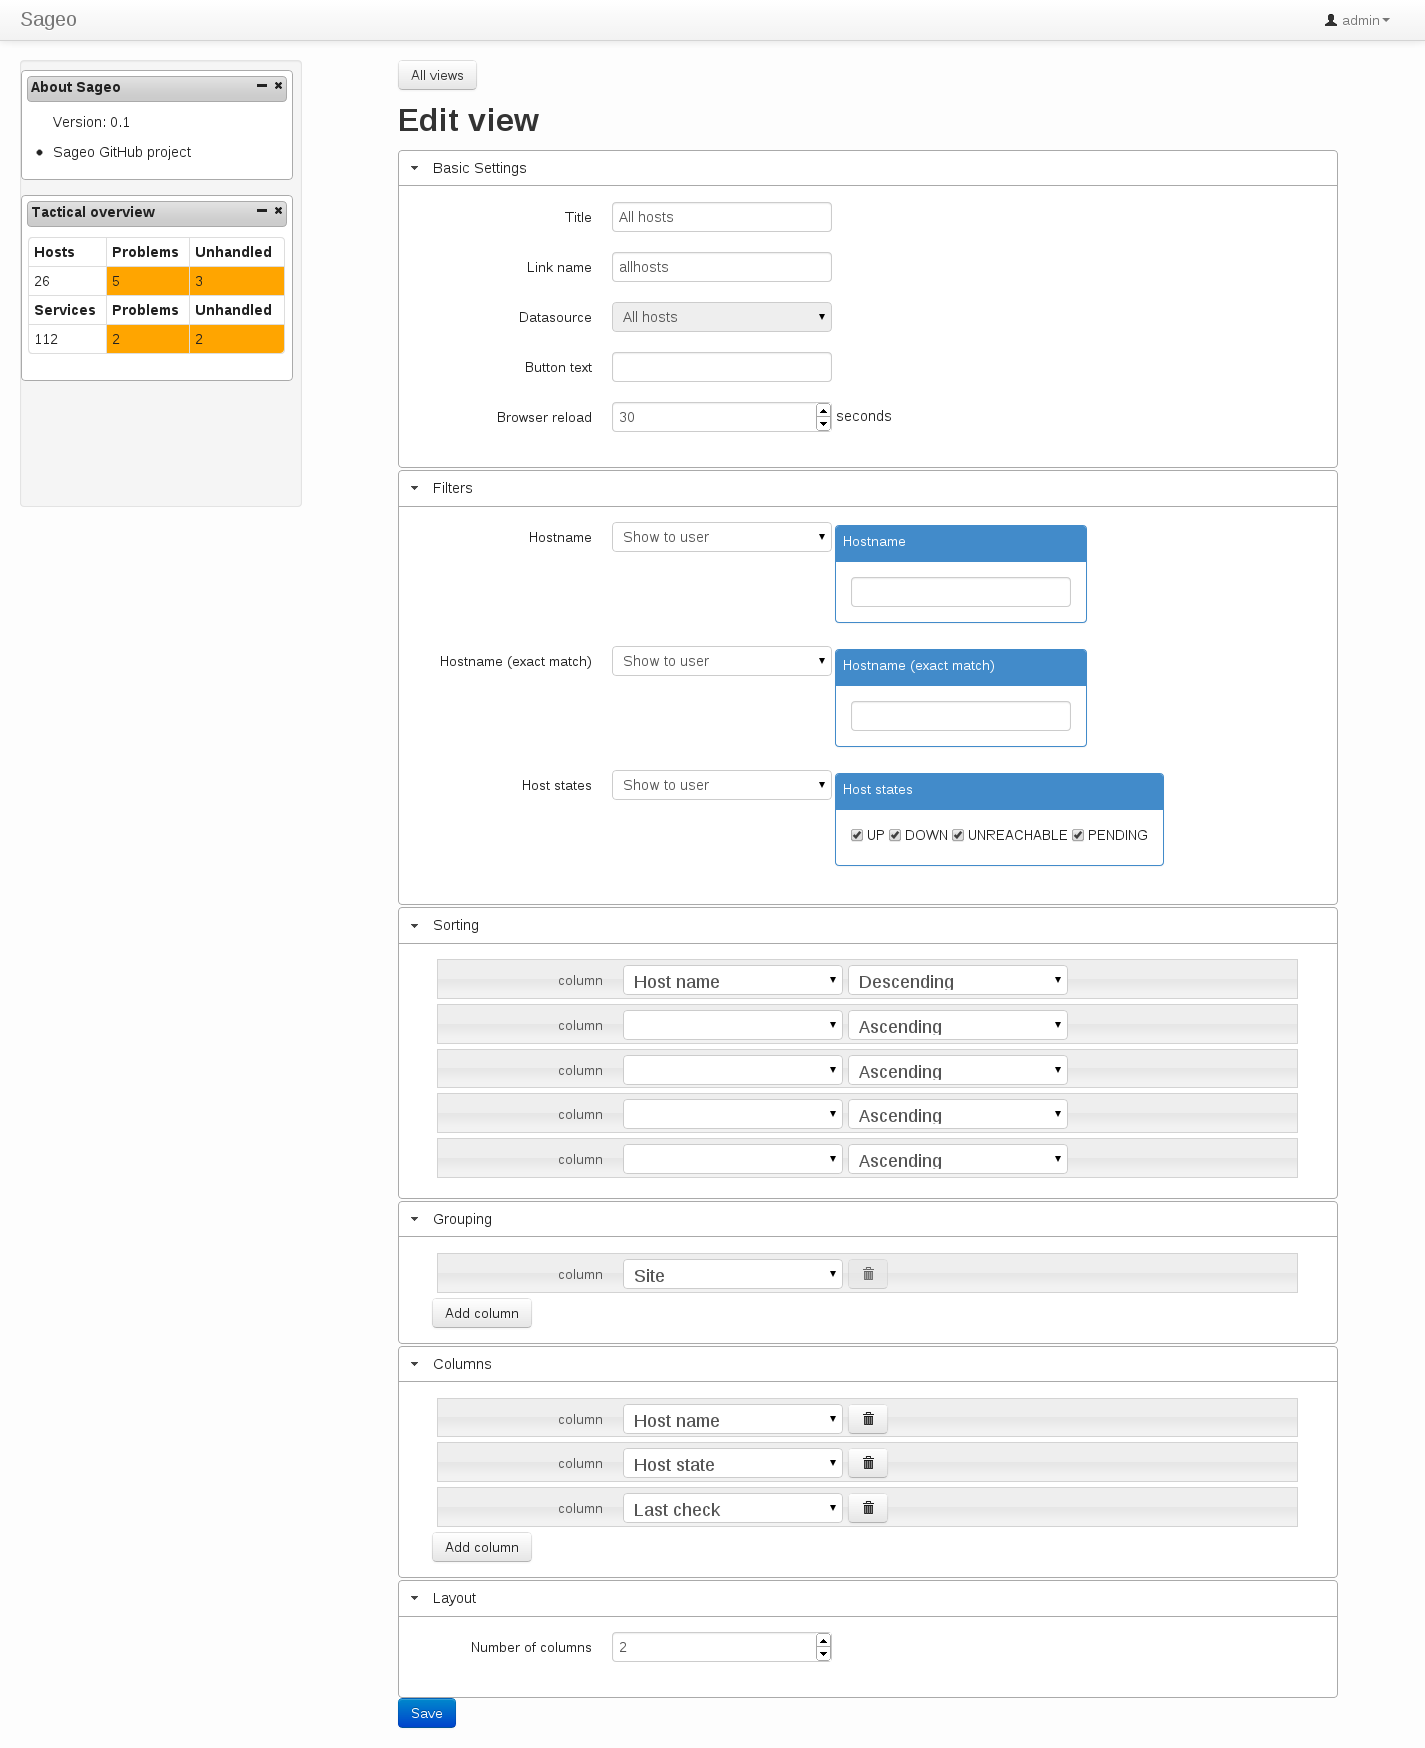 Sageo
admin
About Sageo
Version: 0.1
Sageo GitHub project
Tactical overview
Hosts Problems Unhandled
26 5 3
Services Problems Unhandled
112 2 2
All views
Edit view
Basic Settings
Title All hosts
Link name allhosts
Datasource All hosts
Button text
Browser reload 30 seconds
Filters
Hostname Show to user Hostname
Hostname (exact match) Show to user Hostname (exact match)
Host states Show to user Host states
UP DOWN UNREACHABLE PENDING
Sorting
column Host name Descending
column Ascending
column Ascending
column Ascending
column Ascending
Grouping
column Site
Add column
Columns
column Host name
column Host state
column Last check
Add column
Layout
Number of columns 2
Save